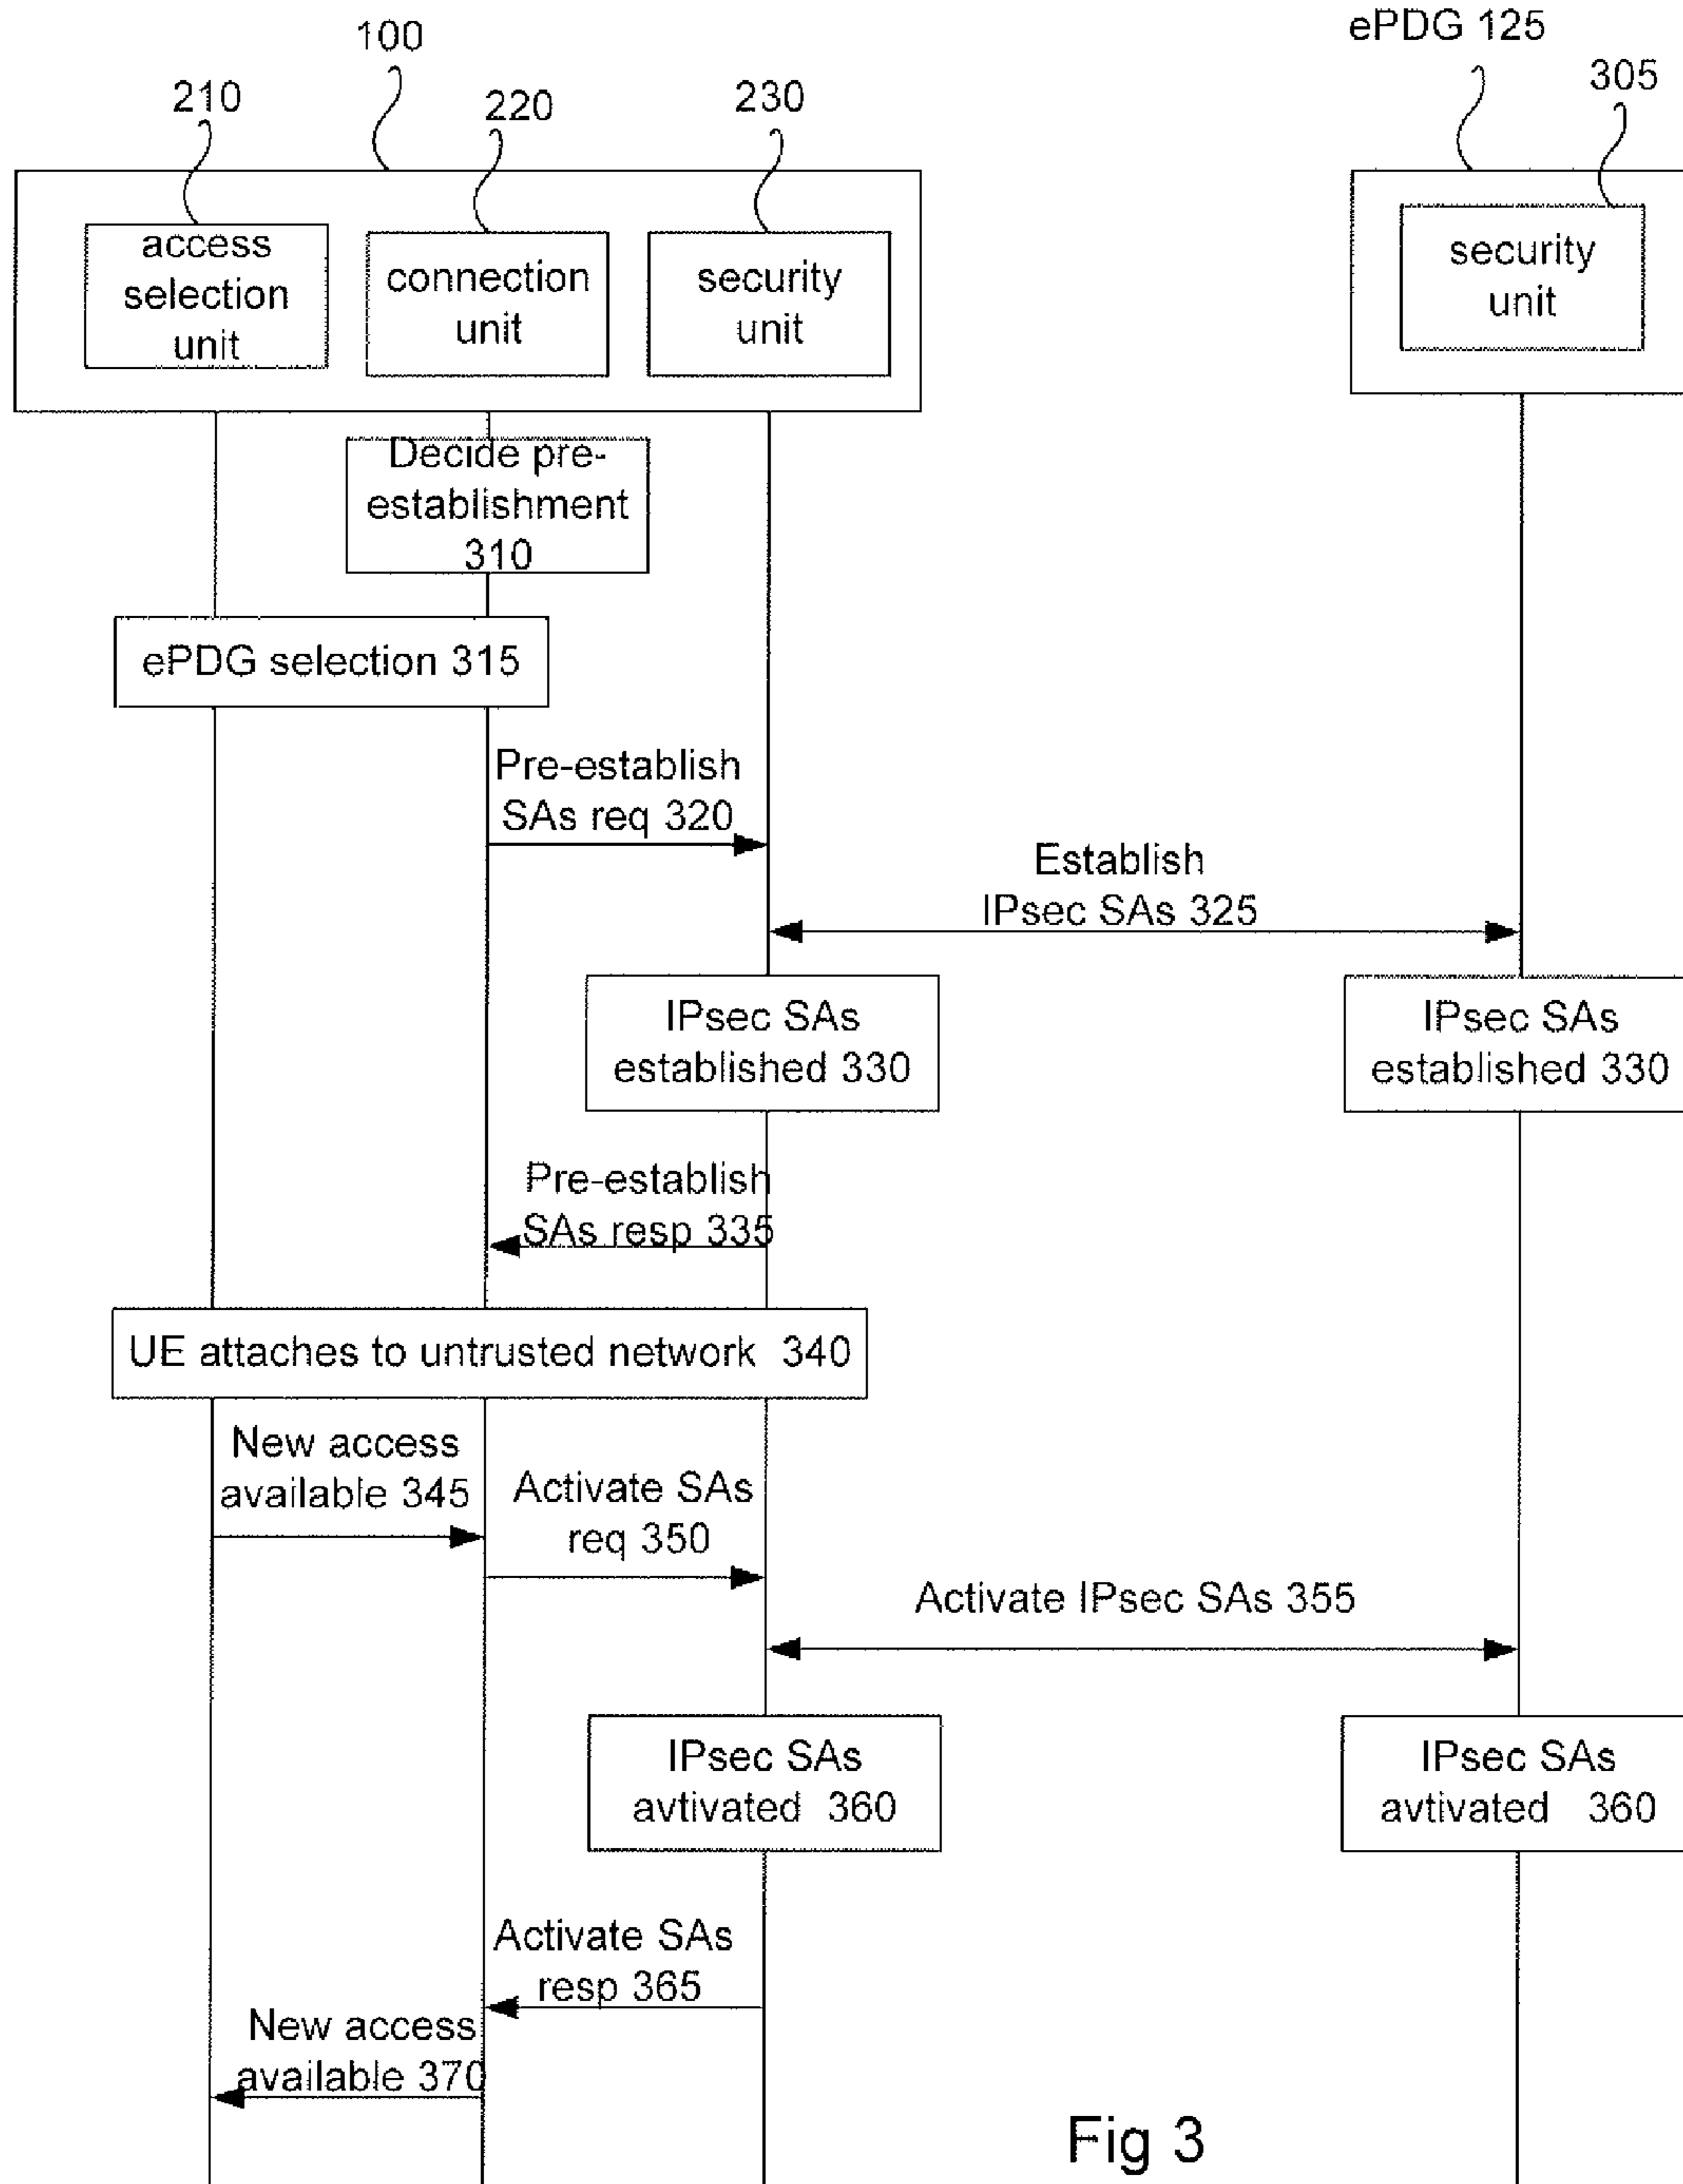 100
ePDG 125
210
220
230
305
access
selection
unit
connection
unit
security
unit
security
unit
Decide pre-
establishment
310
ePDG selection 315
Pre-establish
SAs req 320
Establish
IPsec SAs 325
IPsec SAs
established 330
IPsec SAs
established 330
Pre-establish
SAs resp 335
UE attaches to untrusted network 340
New access
available 345
Activate SAs
req 350
Activate IPsec SAs 355
IPsec SAs
avtivated 360
IPsec SAs
avtivated 360
Activate SAs
resp 365
New access
available 370
Fig 3